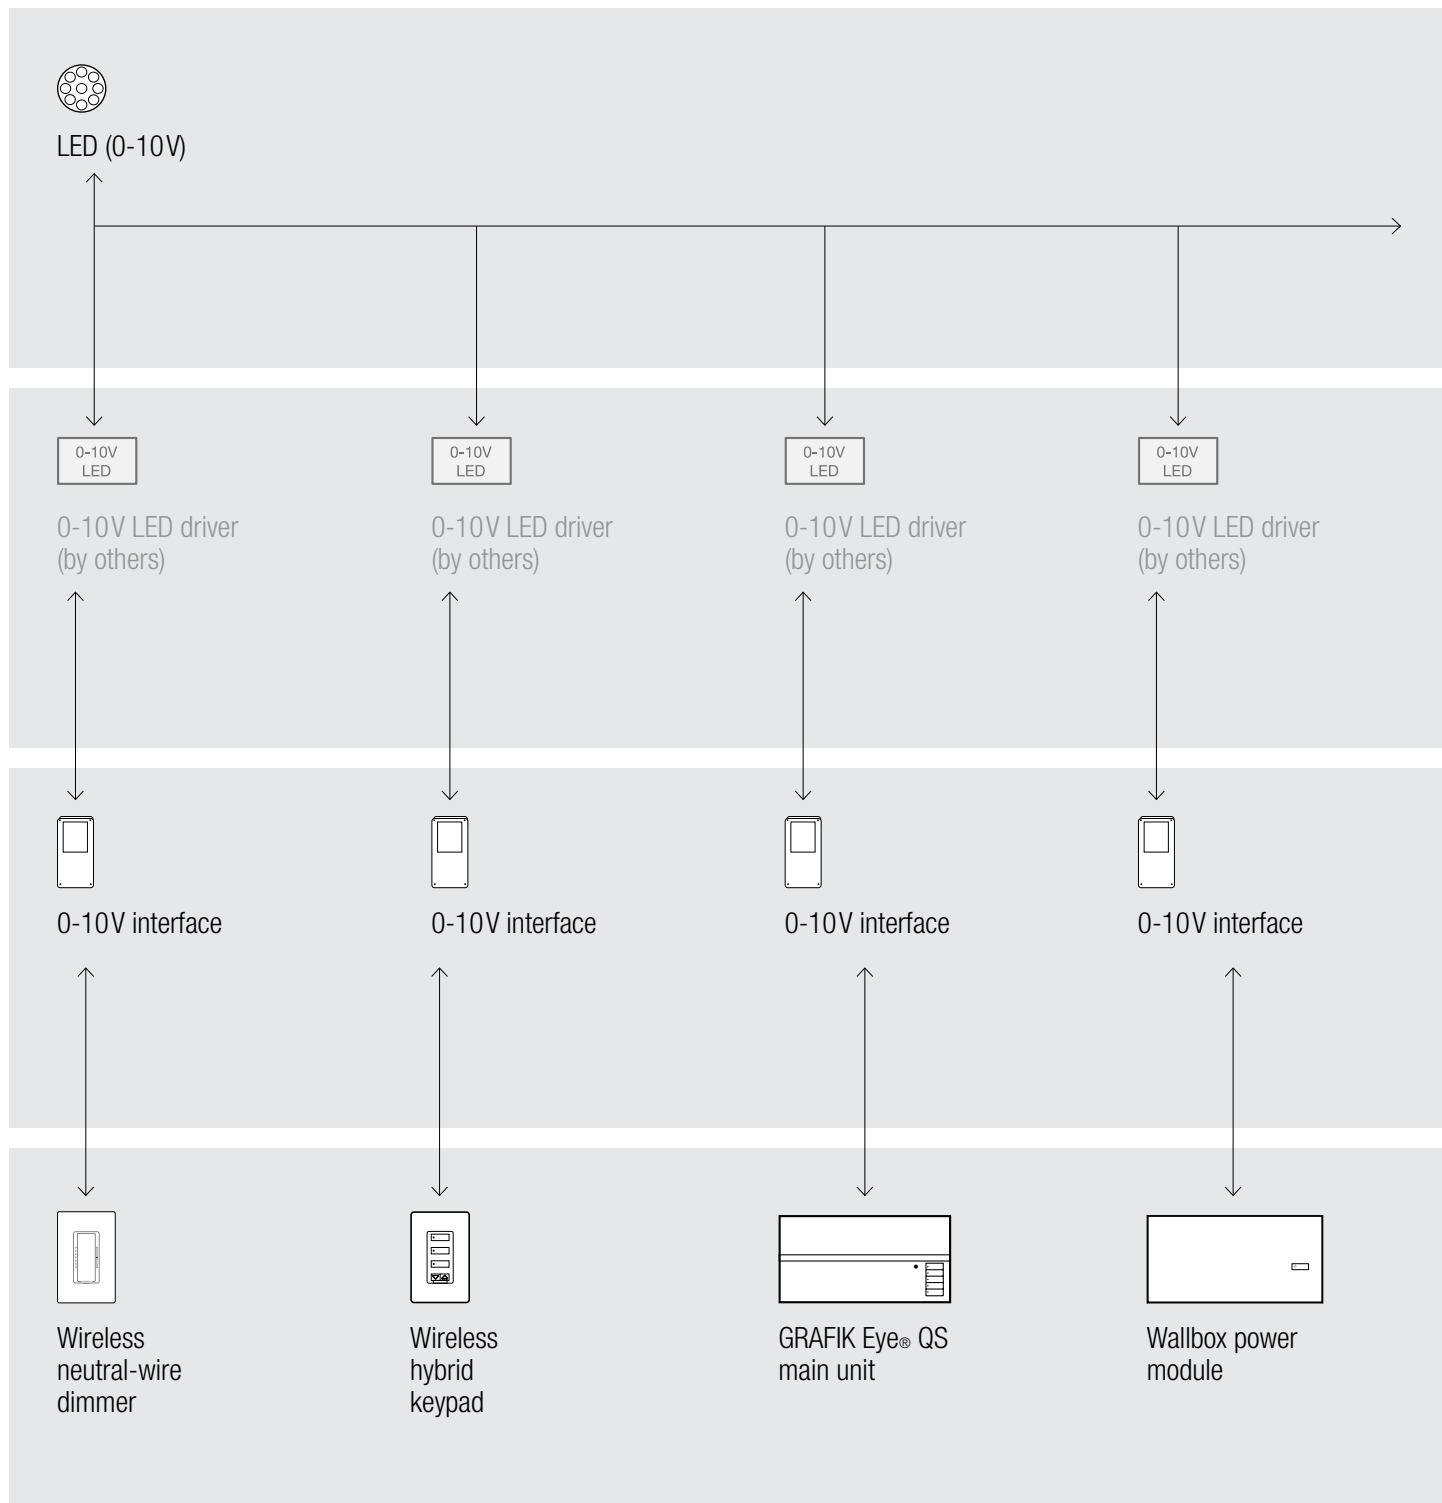 LED (0-10V)
0-10V
LED
0-10V
LED
0-10V
LED
0-10V
LED
0-10V LED driver
(by others)
0-10V LED driver
(by others)
0-10V LED driver
(by others)
0-10V LED driver
(by others)
0-10V interface
0-10V interface
0-10V interface
0-10V interface
Wireless
neutral-wire
dimmer
Wireless
hybrid
keypad
GRAFIK Eye® QS
main unit
Wallbox power
module